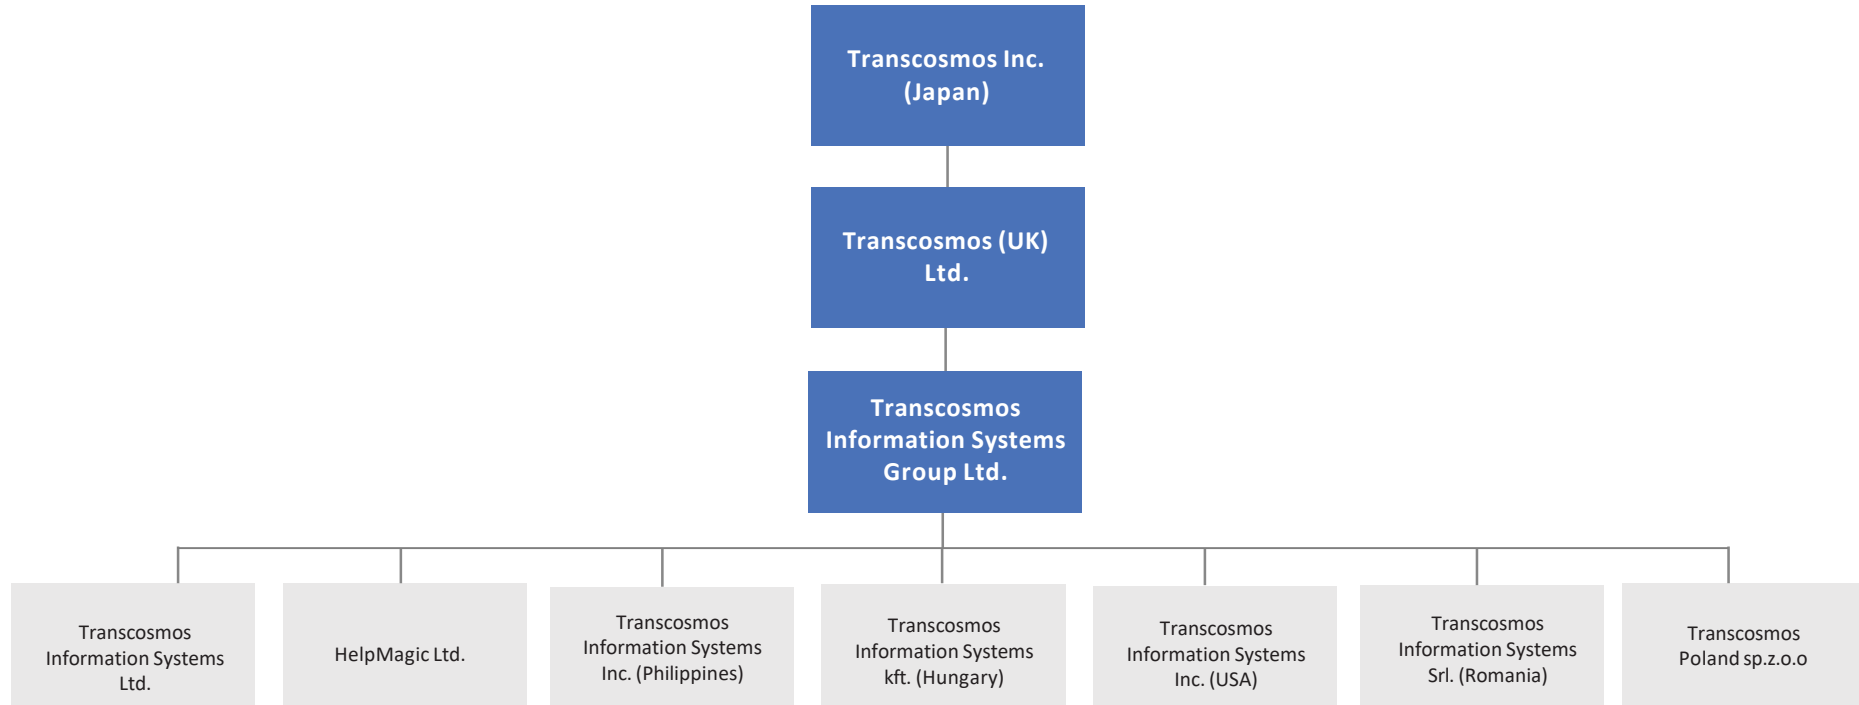 Transcosmos Inc.
(Japan)
Transcosmos (UK)
Ltd.
Transcosmos
Information Systems
Group Ltd.
Transcosmos
Information Systems
Ltd.
HelpMagic Ltd.
Transcosmos
Information Systems
Inc. (Philippines)
Transcosmos
Information Systems
kft. (Hungary)
Transcosmos
Information Systems
Inc. (USA)
Transcosmos
Information Systems
Srl. (Romania)
Transcosmos
Poland sp.z.o.o